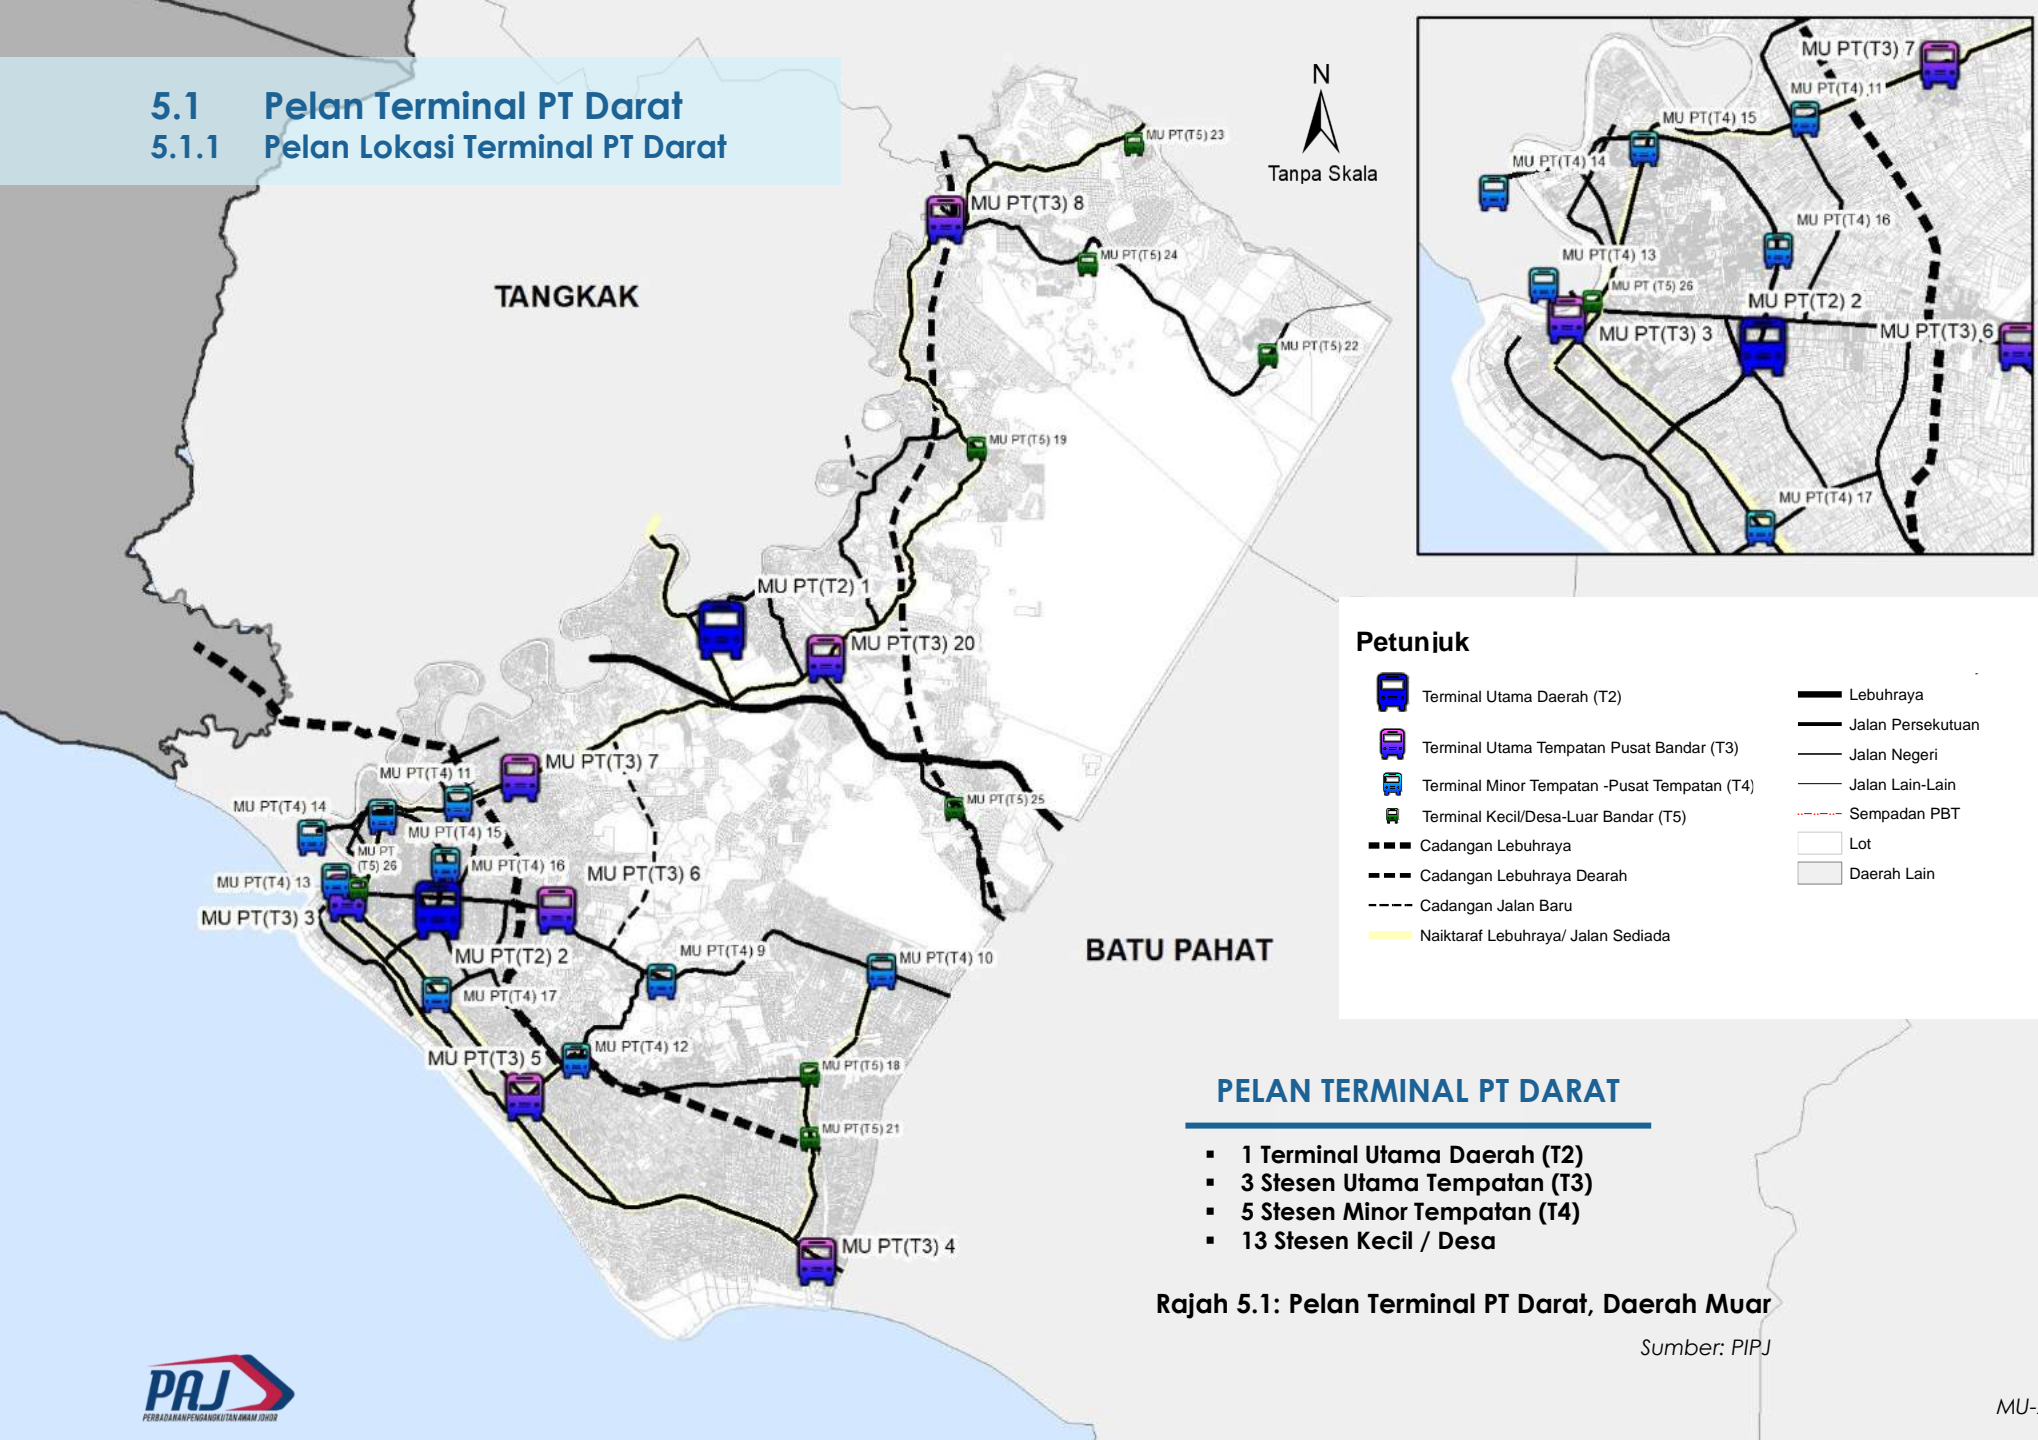 5.1 Pelan Terminal PT Darat
5.1.1 Pelan Lokasi Terminal PT Darat
N
Tanpa Skala
TANGKAK
BATU PAHAT
MU PT(T5) 23
MU PT(T3) 8
MU PT(T5) 24
MU PT(T5) 22
MU PT(T5) 19
MU PT(T2) 1
MU PT(T3) 20
MU PT(T3) 7
MU PT(T4) 11
MU PT(T5) 25
MU PT(T4) 14
MU PT(T4) 15
MU PT
(T5) 26
MU PT(T4) 16
MU PT(T3) 6
MU PT(T4) 13
MU PT(T3) 3
MU PT(T2) 2
MU PT(T4) 9
MU PT(T4) 10
MU PT(T4) 17
MU PT(T3) 5
MU PT(T4) 12
MU PT(T5) 18
MU PT(T5) 21
MU PT(T3) 4
MU PT(T3) 7
MU PT(T4) 11
MU PT(T4) 15
MU PT(T4) 14
MU PT(T4) 16
MU PT(T4) 13
MU PT (T5) 26
MU PT(T2) 2
MU PT(T3) 3
MU PT(T3) 6
MU PT(T4) 17
Petunjuk
Terminal Utama Daerah (T2)
Terminal Utama Tempatan Pusat Bandar (T3)
Terminal Minor Tempatan -Pusat Tempatan (T4)
Terminal Kecil/Desa-Luar Bandar (T5)
Cadangan Lebuhraya
Cadangan Lebuhraya Dearah
Cadangan Jalan Baru
Naiktaraf Lebuhraya/ Jalan Sediada
Lebuhraya
Jalan Persekutuan
Jalan Negeri
Jalan Lain-Lain
Sempadan PBT
Lot
Daerah Lain
PELAN TERMINAL PT DARAT
▪ 1 Terminal Utama Daerah (T2)
▪ 3 Stesen Utama Tempatan (T3)
▪ 5 Stesen Minor Tempatan (T4)
▪ 13 Stesen Kecil / Desa
Rajah 5.1: Pelan Terminal PT Darat, Daerah Muar
Sumber: PIPJ
PAJ
PERBADANAN PENGANGKUTAN AWAM JOHOR